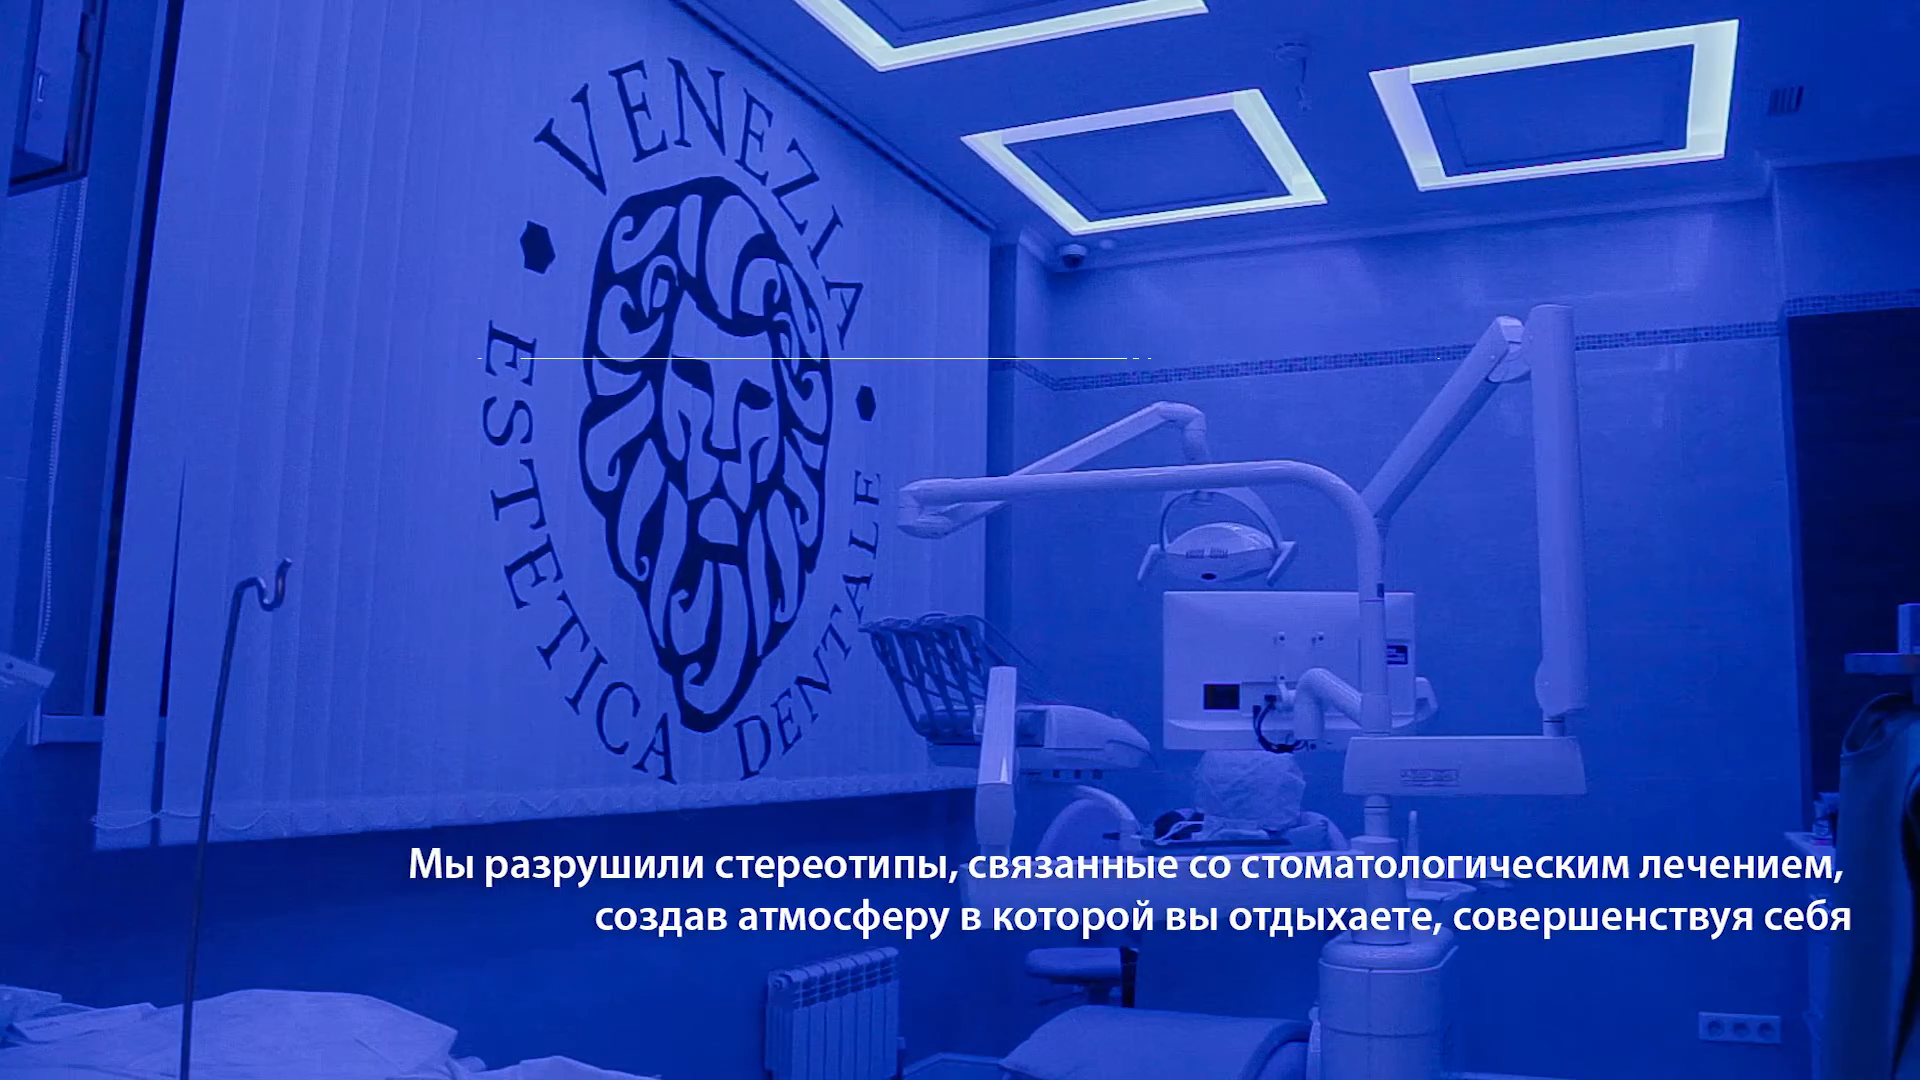 VENEZIA
ESTETICA DENTALE
Мы разрушили стереотипы, связанные со стоматологическим лечением,
создав атмосферу в которой вы отдыхаете, совершенствуя себя